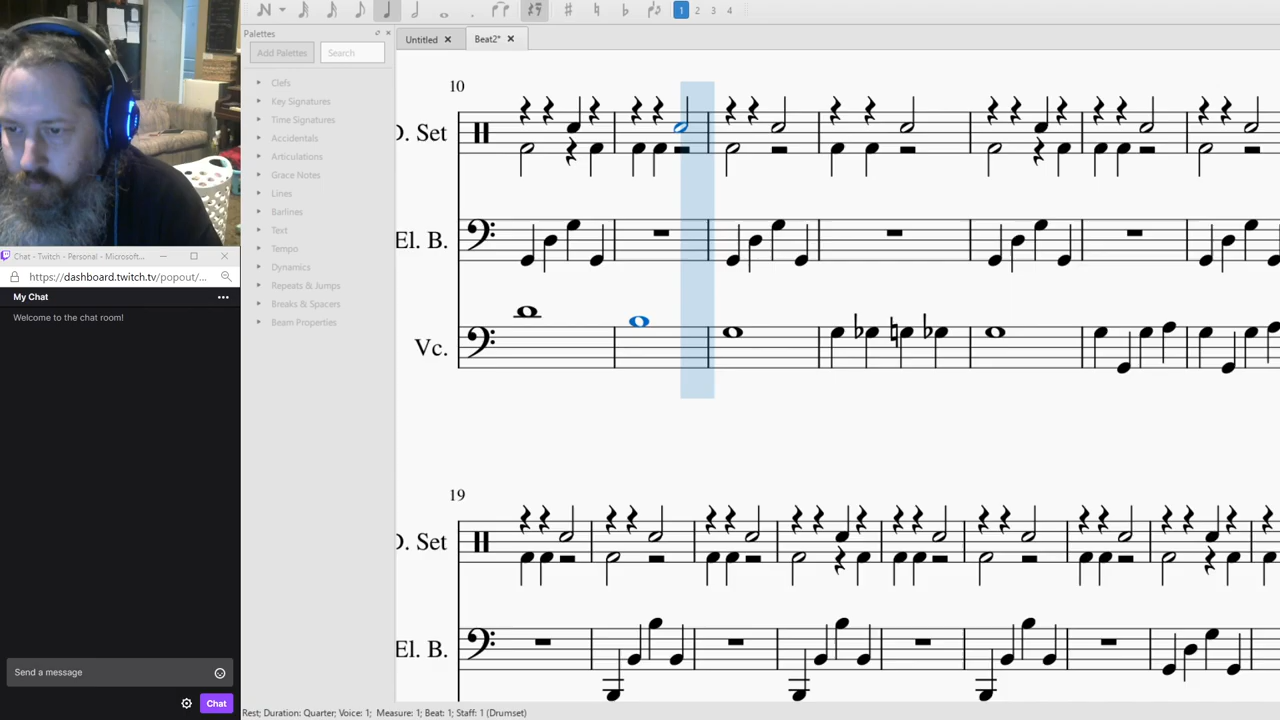 1 2 3 4
Palettes
Untitled
Beat2*
Add Palettes
Search
Clefs
Key Signatures
Time Signatures
Accidentals
Articulations
Grace Notes
Lines
Barlines
Text
Tempo
Dynamics
Repeats & Jumps
Breaks & Spacers
Beam Properties
Chat - Twitch - Personal - Microsoft...
https://dashboard.twitch.tv/popout/...
My Chat
Welcome to the chat room!
Send a message
Chat
10
D. Set
El. B.
Vc.
19
D. Set
El. B.
Rest; Duration: Quarter; Voice: 1; Measure: 1; Beat: 1; Staff: 1 (Drumset)